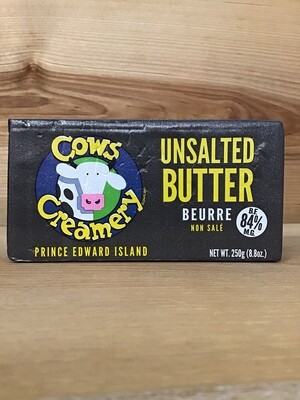 Cows
Creamery
PRINCE EDWARD ISLAND
UNSALTED
BUTTER
BEURRE
NON SALÉ
B.F.
84%
M.G.
NET WT. 250g (8.8oz.)